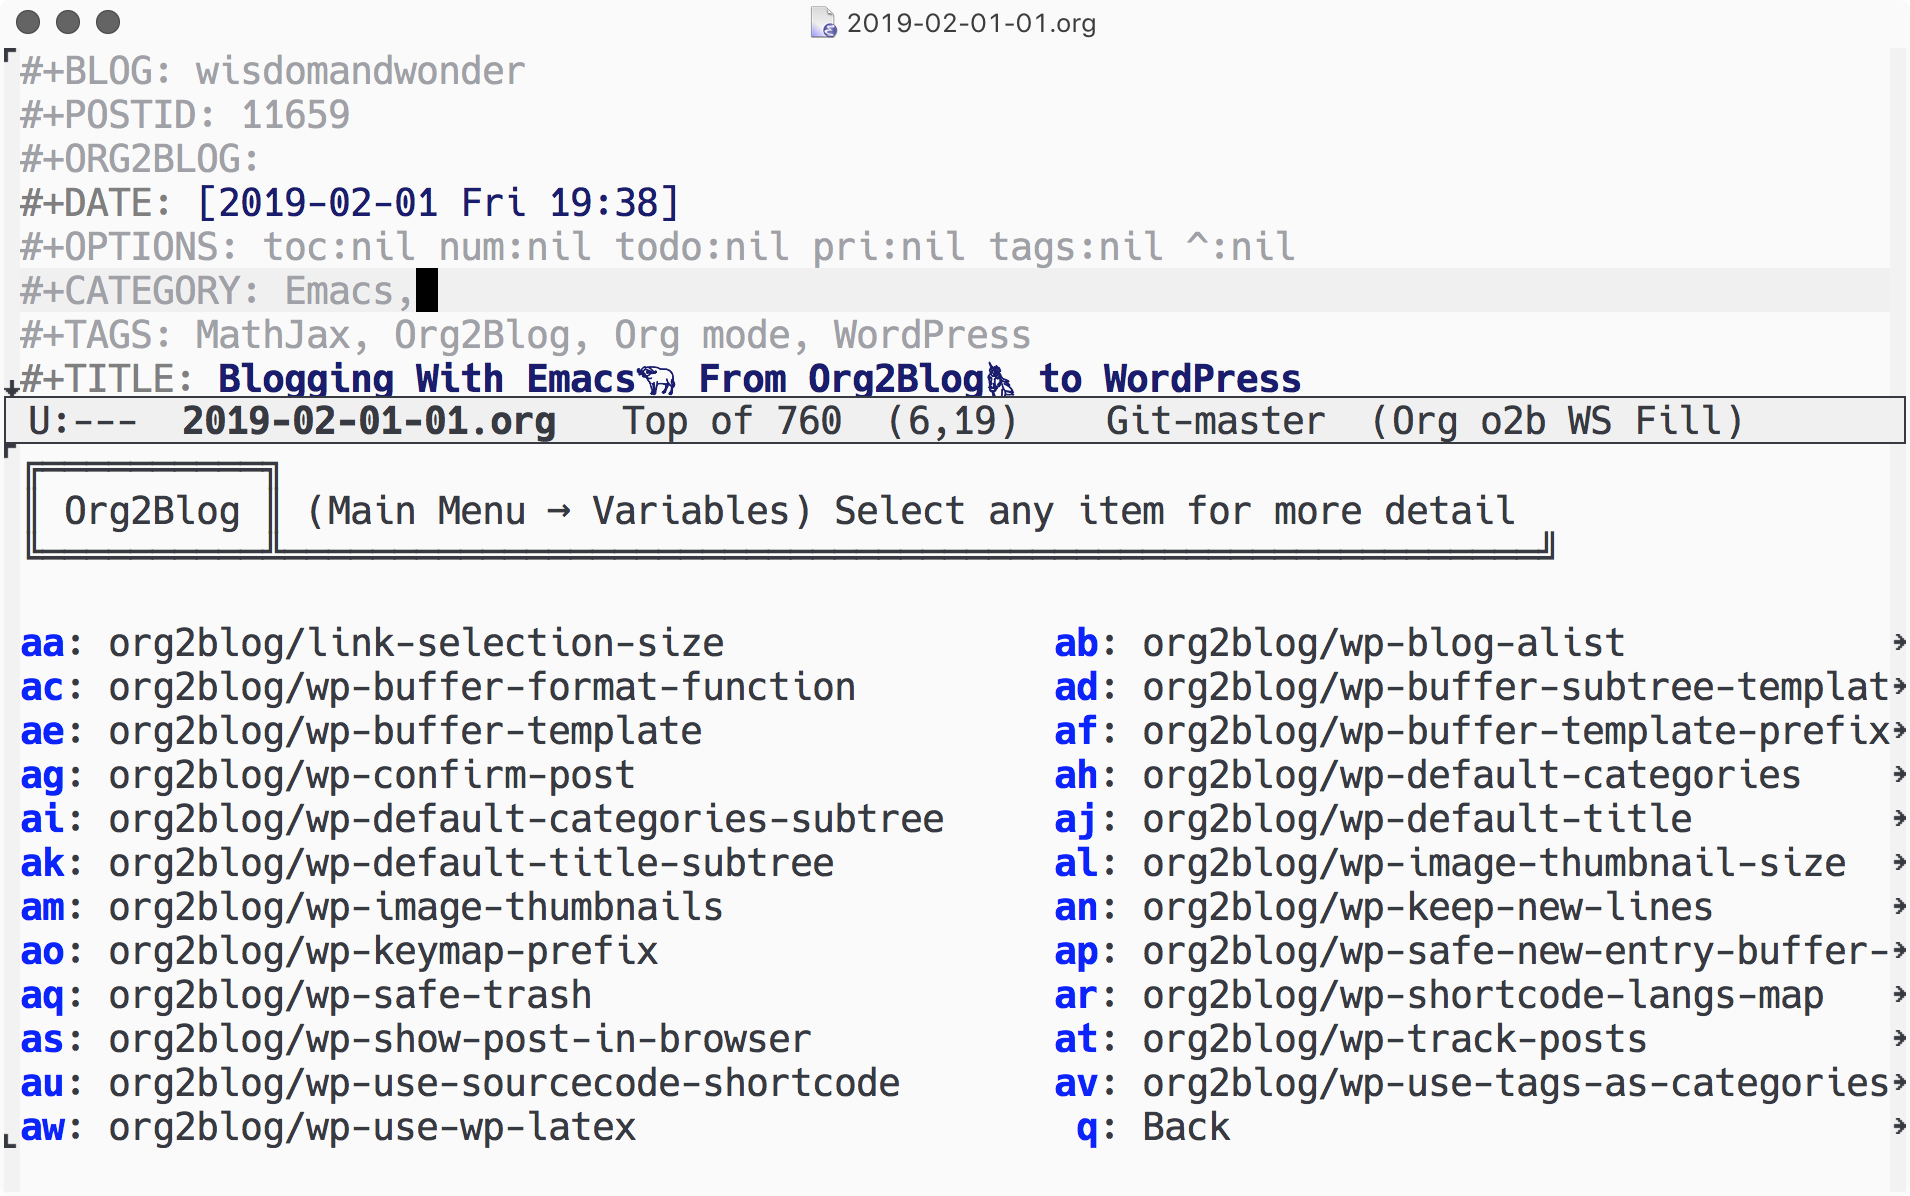 2019-02-01-01.org
#+BLOG: wisdomandwonder
#+POSTID: 11659
#+ORG2BLOG:
#+DATE: [2019-02-01 Fri 19:38]
#+OPTIONS: toc:nil num:nil todo:nil pri:nil tags:nil ^:nil
#+CATEGORY: Emacs,
#+TAGS: MathJax, Org2Blog, Org mode, WordPress
#+TITLE: Blogging With Emacs🐃 From Org2Blog to WordPress
U:--- 2019-02-01-01.org Top of 760 (6,19) Git-master (Org o2b WS Fill)
Org2Blog (Main Menu → Variables) Select any item for more detail
aa: org2blog/link-selection-size ab: org2blog/wp-blog-alist
ac: org2blog/wp-buffer-format-function ad: org2blog/wp-buffer-subtree-templat
ae: org2blog/wp-buffer-template af: org2blog/wp-buffer-template-prefix
ag: org2blog/wp-confirm-post ah: org2blog/wp-default-categories
ai: org2blog/wp-default-categories-subtree aj: org2blog/wp-default-title
ak: org2blog/wp-default-title-subtree al: org2blog/wp-image-thumbnail-size
am: org2blog/wp-image-thumbnails an: org2blog/wp-keep-new-lines
ao: org2blog/wp-keymap-prefix ap: org2blog/wp-safe-new-entry-buffer-
aq: org2blog/wp-safe-trash ar: org2blog/wp-shortcode-langs-map
as: org2blog/wp-show-post-in-browser at: org2blog/wp-track-posts
au: org2blog/wp-use-sourcecode-shortcode av: org2blog/wp-use-tags-as-categories
aw: org2blog/wp-use-wp-latex q: Back